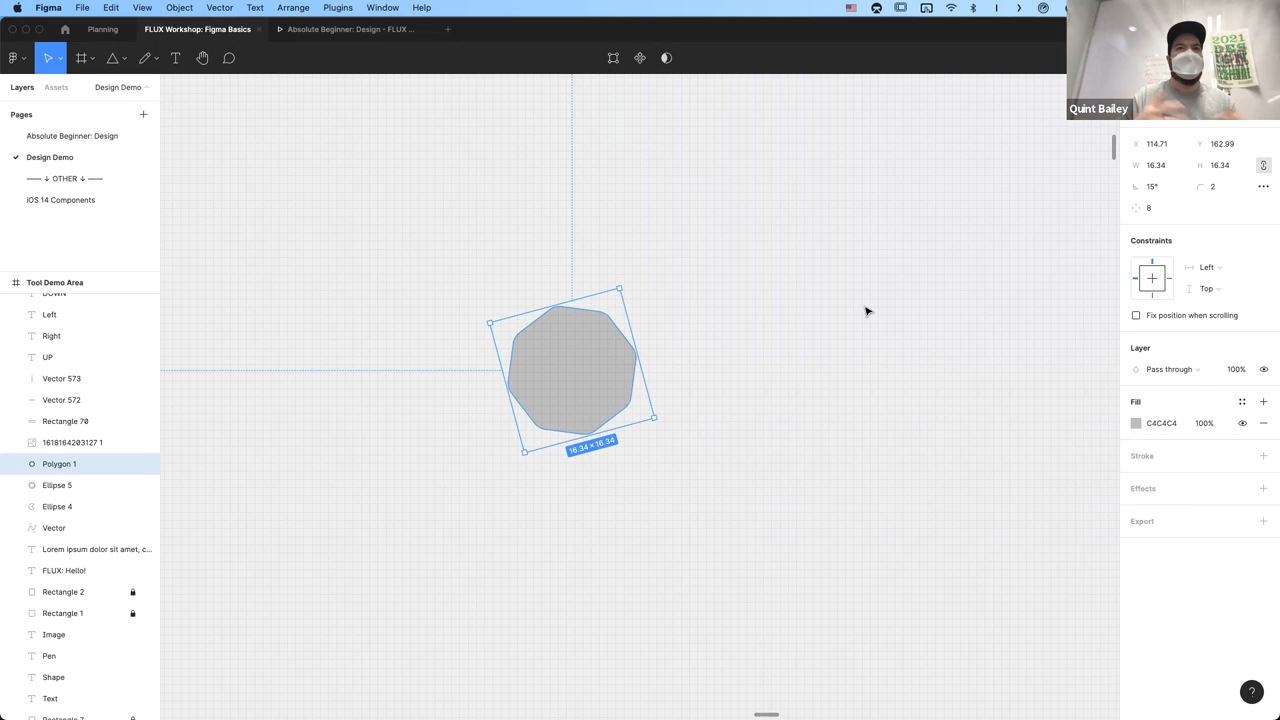 Figma File Edit View Object Vector Text Arrange Plugins Window Help
Planning FLUX Workshop: Figma Basics Absolute Beginner: Design - FLUX ...
Layers Assets Design Demo
Pages
Absolute Beginner: Design
Design Demo
—— ↓ OTHER ↓ ——
iOS 14 Components
Tool Demo Area
DOWN
Left
Right
UP
Vector 573
Vector 572
Rectangle 70
16181642O3127 1
Polygon 1
Ellipse 5
Ellipse 4
Vector
Lorem ipsum dolor sit amet, c...
FLUX: Hello!
Rectangle 2
Rectangle 1
Image
Pen
Shape
Text
Rectangle 7
16.34 × 16.34
2021
Quint Bailey
X 114.71 Y 162.99
W 16.34 H 16.34
15° 2
8
Constraints
Left
Top
Fix position when scrolling
Layer
Pass through 100%
Fill
C4C4C4 100%
Stroke
Effects
Export
?